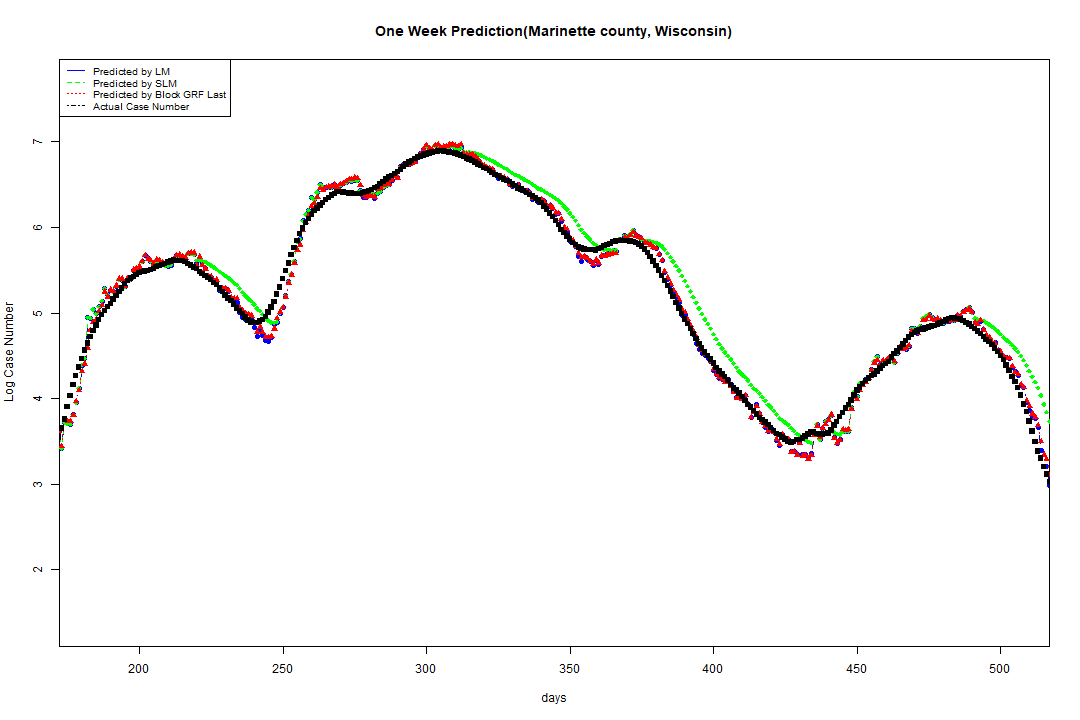 One Week Prediction(Marinette county, Wisconsin)
Predicted by LM
Predicted by SLM
Predicted by Block GRF Last
Actual Case Number
7
6
5
4
3
2
Log Case Number
200 250 300 350 400 450 500
days